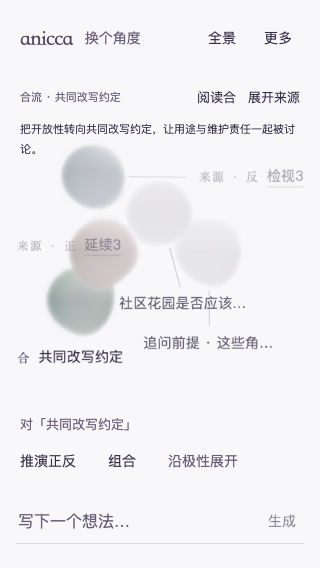 anicca 换个角度 全景 更多
合流 · 共同改写约定 阅读合 展开来源
把开放性转向共同改写约定，让用途与维护责任一起被讨
论。
来源 · 反 检视3
来源 · 正 延续3
社区花园是否应该…
追问前提 · 这些角…
合 共同改写约定
对「共同改写约定」
推演正反 组合 沿极性展开
写下一个想法… 生成